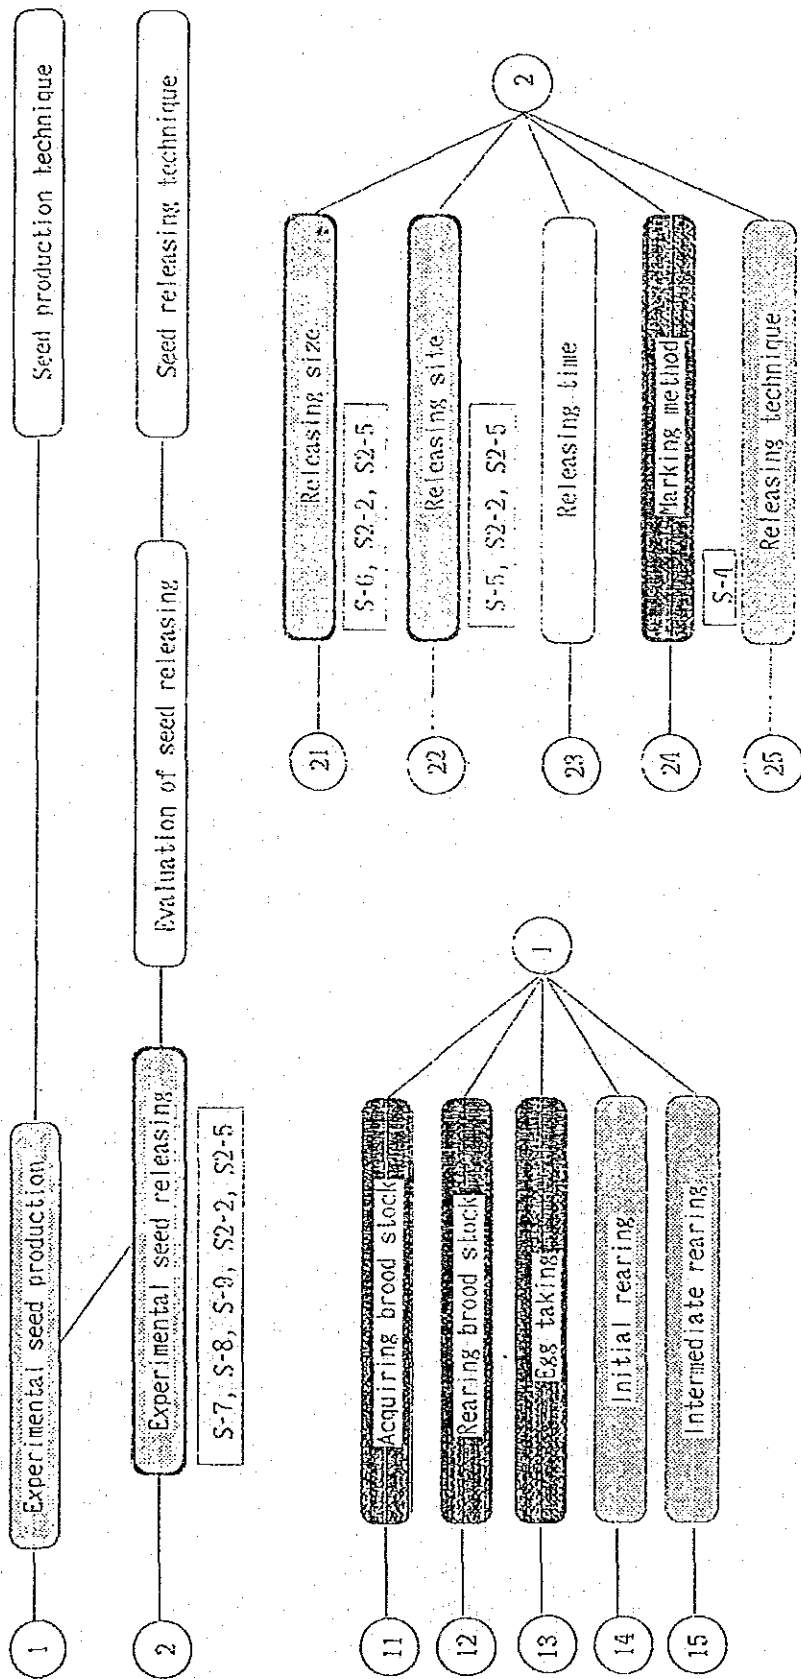 1
Experimental seed production
Seed production technique
2
Experimental seed releasing
Evaluation of seed releasing
Seed releasing technique
S-7, S-8, S-9, S2-2, S2-5
11
Acquiring brood stock
12
Rearing brood stock
13
Egg taking
14
Initial rearing
15
Intermediate rearing
1
21
Releasing size
S-6, S2-2, S2-5
22
Releasing site
S-5, S2-2, S2-5
23
Releasing time
24
Marking method
S-4
25
Releasing technique
2